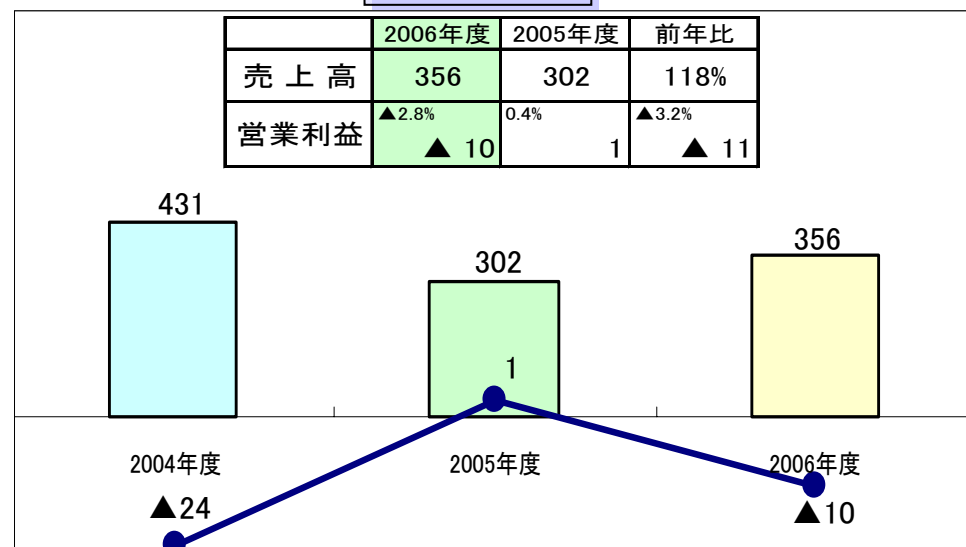 2006年度 2005年度 前年比
売上高 356 302 118%
▲2.8% 0.4% ▲3.2%
営業利益 ▲ 10 1 ▲ 11
431
302
356
1
2004年度 2005年度 2006年度
▲24
▲10